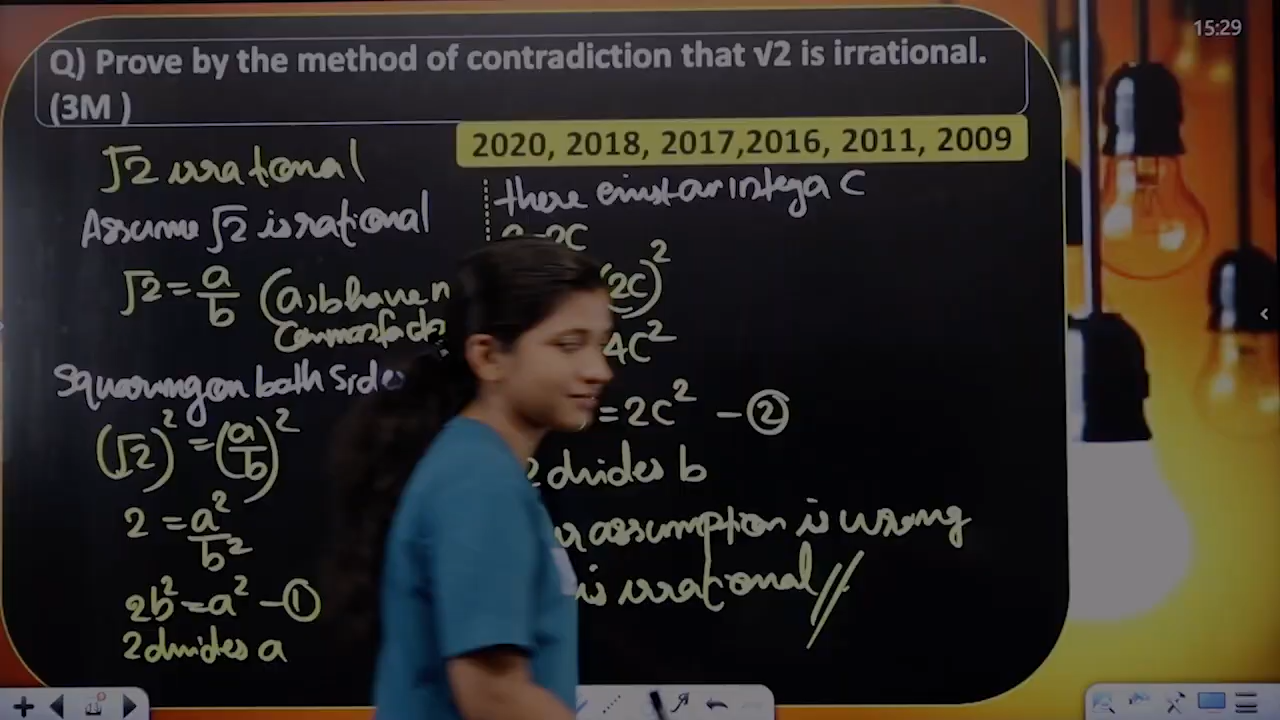 15:29
Q) Prove by the method of contradiction that √2 is irrational.
(3M )
2020, 2018, 2017,2016, 2011, 2009
√2 irrational
Assume √2 is rational
√2 = a/b (a,b have n
Common facto
Squaring on both sides
(√2)² = (a/b)²
2 = a²/b²
2b² = a² - ①
2 divides a
there exist an integer C
2C
(2C)²
4C²
= 2C² - ②
2 divides b
assumption is wrong
is irrational //